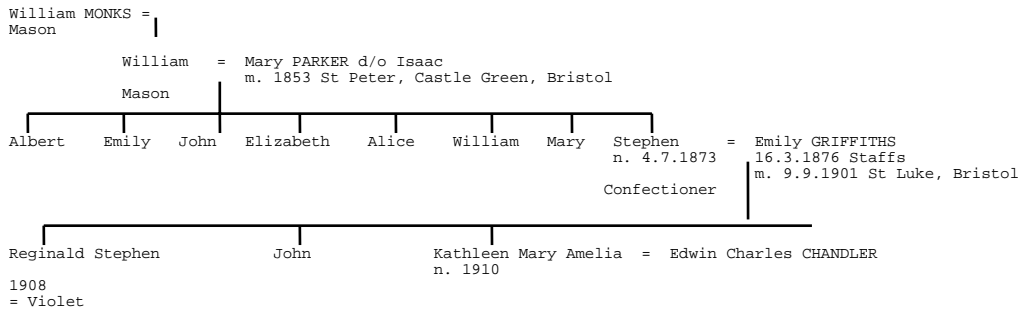 William MONKS =
Mason
William = Mary PARKER d/o Isaac
m. 1853 St Peter, Castle Green, Bristol
Mason
Albert Emily John Elizabeth Alice William Mary Stephen = Emily GRIFFITHS
n. 4.7.1873 16.3.1876 Staffs
m. 9.9.1901 St Luke, Bristol
Confectioner
Reginald Stephen John Kathleen Mary Amelia = Edwin Charles CHANDLER
n. 1910
1908
= Violet